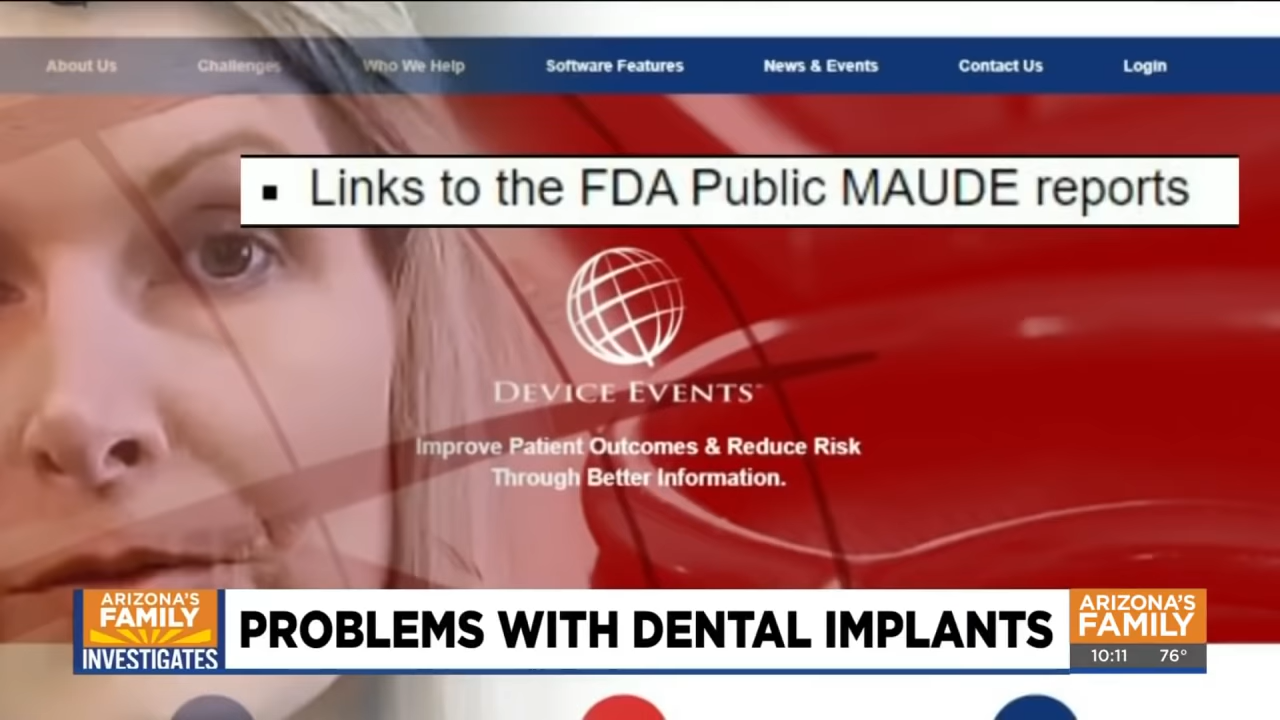 About Us
Challenges
Who We Help
Software Features
News & Events
Contact Us
Login
▪ Links to the FDA Public MAUDE reports
DEVICE EVENTS™
Improve Patient Outcomes & Reduce Risk
Through Better Information.
ARIZONA'S
FAMILY
INVESTIGATES
PROBLEMS WITH DENTAL IMPLANTS
ARIZONA'S
FAMILY
10:11 76°